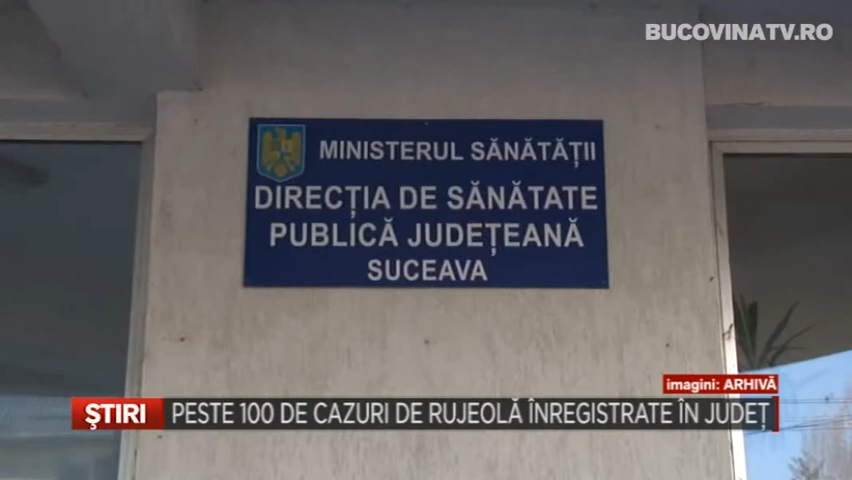 BUCOVINATV.RO
MINISTERUL SĂNĂTĂȚII
DIRECȚIA DE SĂNĂTATE
PUBLICĂ JUDEȚEANĂ
SUCEAVA
imagini: ARHIVĂ
ŞTIRI PESTE 100 DE CAZURI DE RUJEOLĂ ÎNREGISTRATE ÎN JUDEȚ